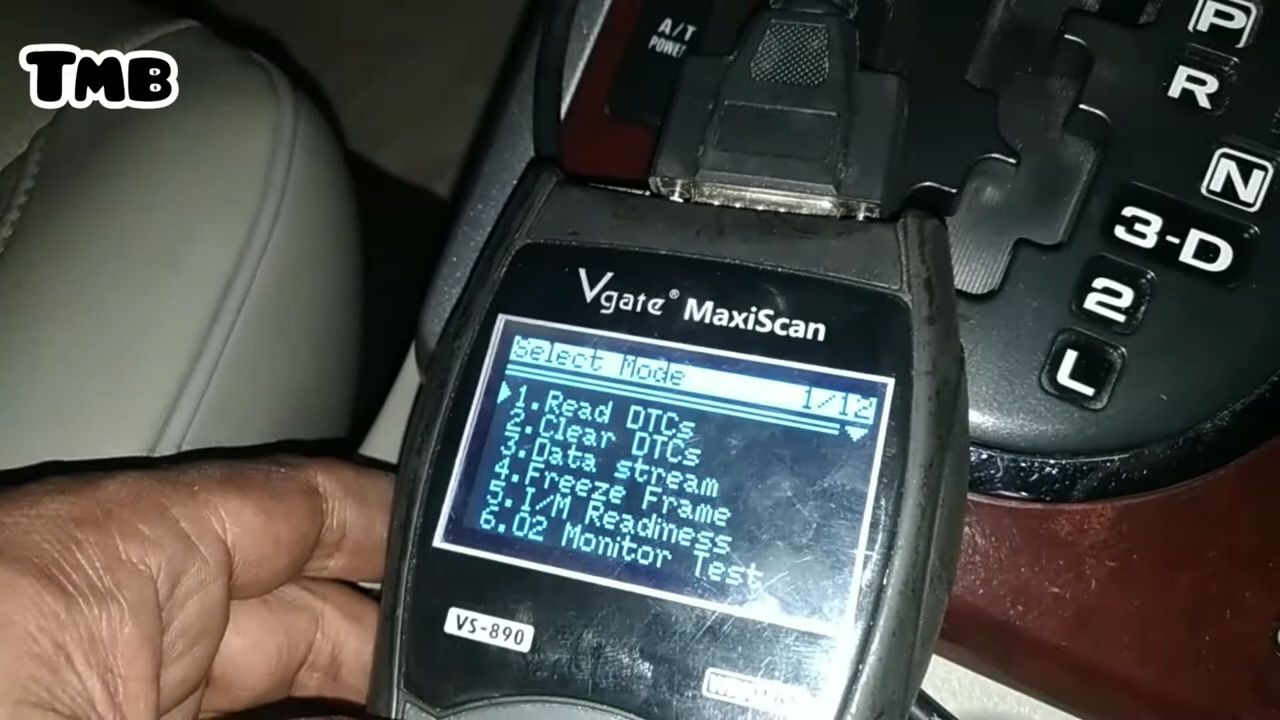 TMB
A/T
POWER
P
R
N
3-D
2
L
Vgate® MaxiScan
Select Mode 1/12
1.Read DTCs
2.Clear DTCs
3.Data stream
4.Freeze Frame
5.I/M Readiness
6.O2 Monitor Test
VS-890